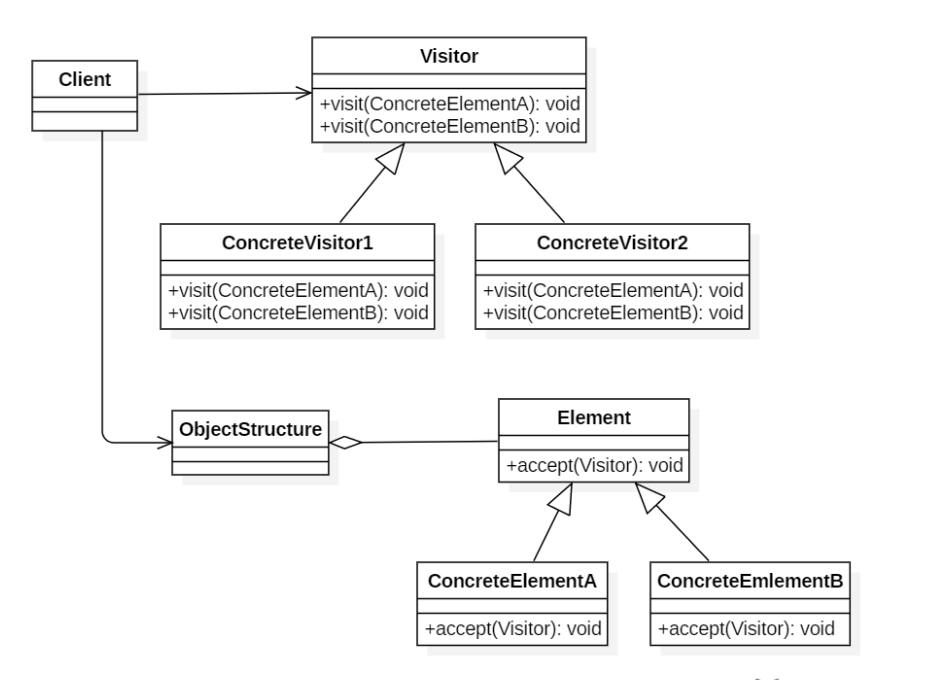 Visitor
+visit(ConcreteElementA): void
+visit(ConcreteElementB): void
Client
ConcreteVisitor1
+visit(ConcreteElementA): void
+visit(ConcreteElementB): void
ConcreteVisitor2
+visit(ConcreteElementA): void
+visit(ConcreteElementB): void
ObjectStructure
Element
+accept(Visitor): void
ConcreteElementA
+accept(Visitor): void
ConcreteEmlementB
+accept(Visitor): void